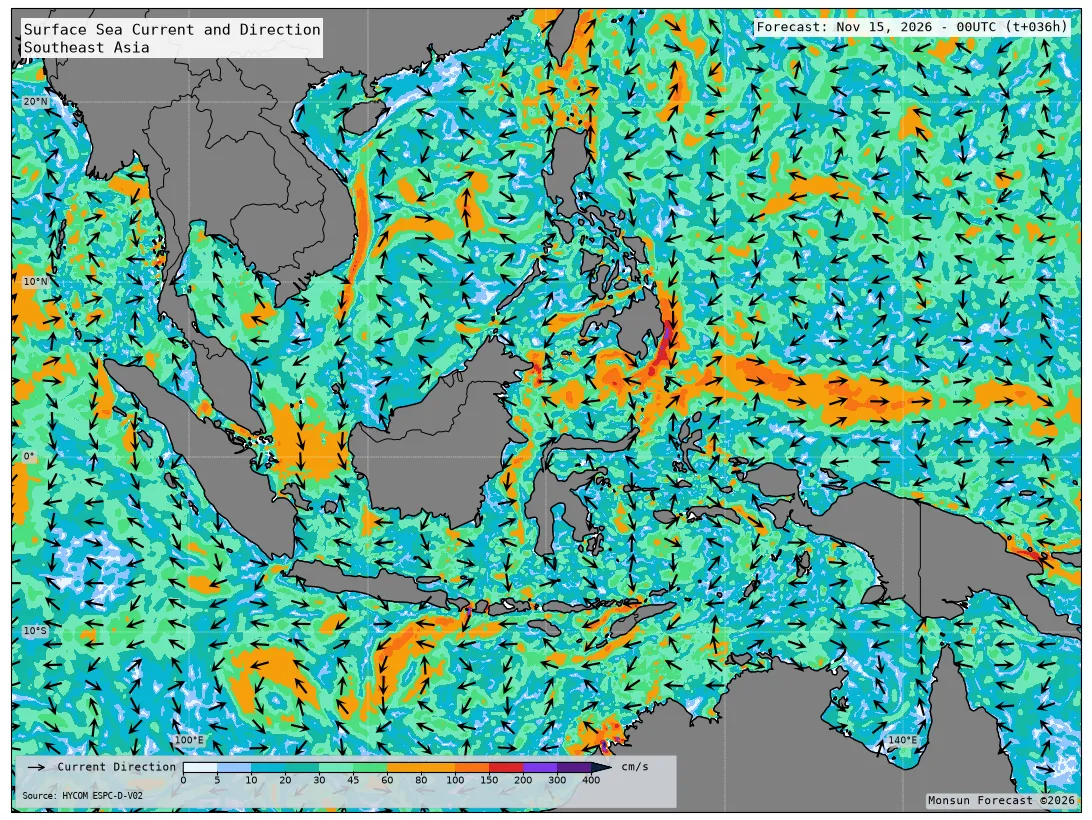 Surface Sea Current and Direction
Southeast Asia
Forecast: Nov 15, 2026 - 00UTC (t+036h)
20°N
10°N
0°
10°S
100°E
140°E
Current Direction
0 5 10 20 30 45 60 80 100 150 200 300 400 cm/s
Source: HYCOM ESPC-D-V02
Monsun Forecast ©2026